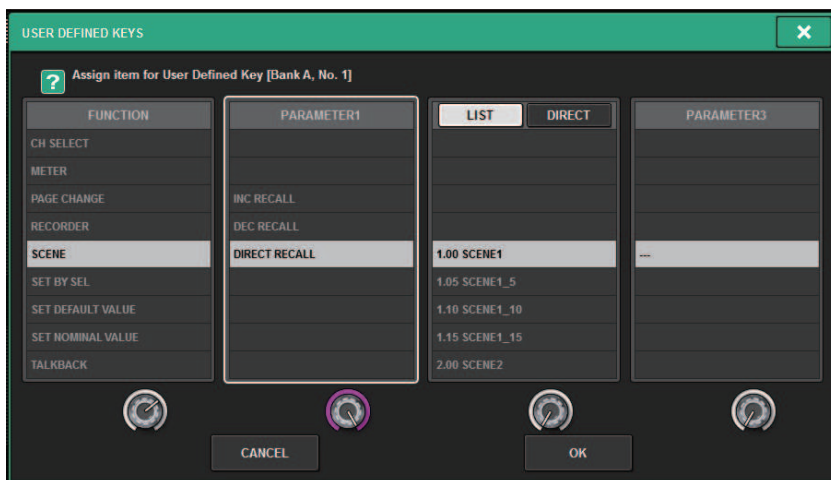 USER DEFINED KEYS
?
Assign item for User Defined Key [Bank A, No. 1]
FUNCTION
CH SELECT
METER
PAGE CHANGE
RECORDER
SCENE
SET BY SEL
SET DEFAULT VALUE
SET NOMINAL VALUE
TALKBACK
PARAMETER1
INC RECALL
DEC RECALL
DIRECT RECALL
LIST DIRECT
1.00 SCENE1
1.05 SCENE1_5
1.10 SCENE1_10
1.15 SCENE1_15
2.00 SCENE2
PARAMETER3
---
CANCEL OK